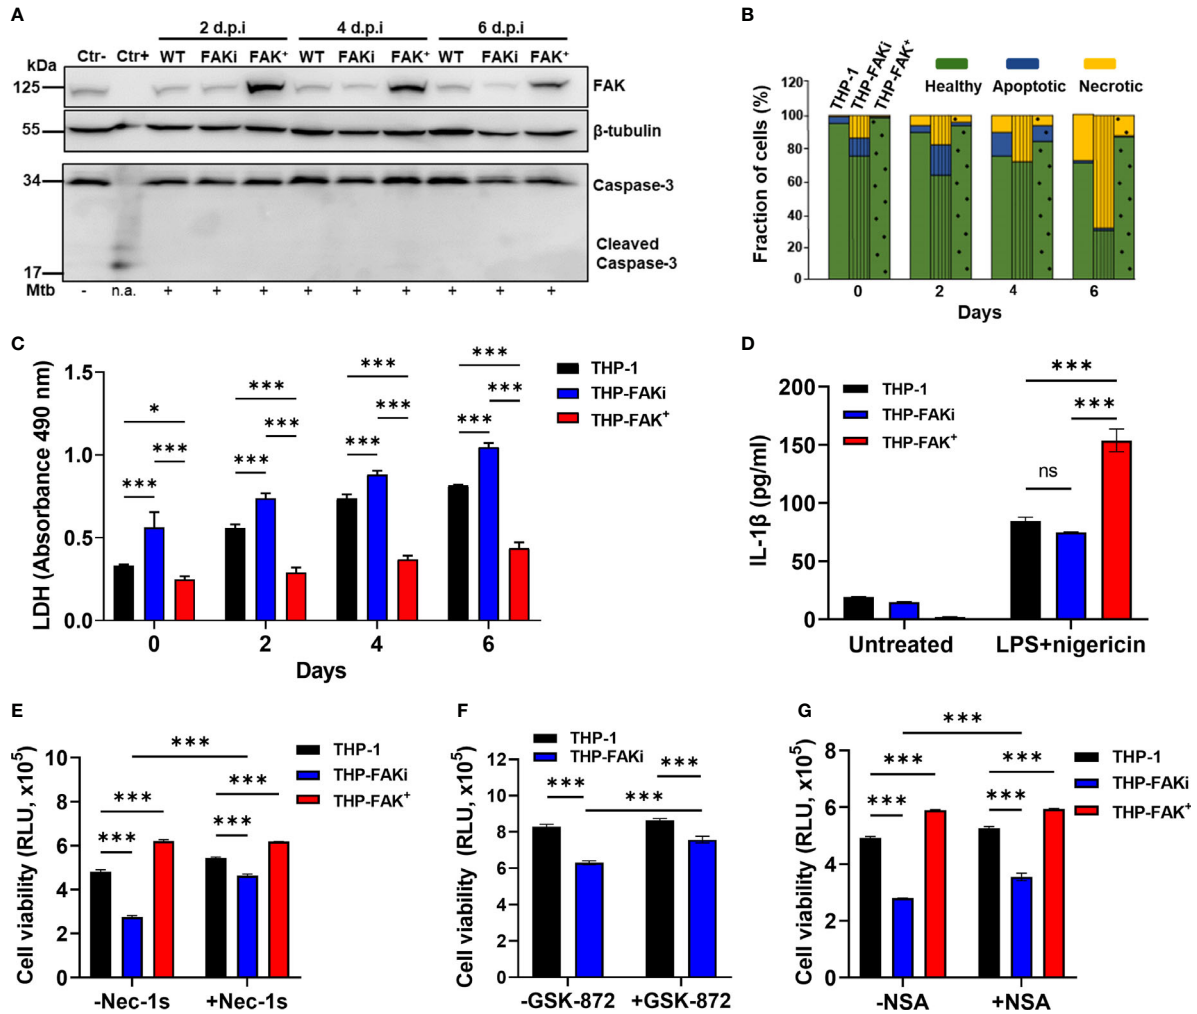 A
2 d.p.i 4 d.p.i 6 d.p.i
Ctr- Ctr+ WT FAKi FAK+ WT FAKi FAK+ WT FAKi FAK+
kDa
125 FAK
55 β-tubulin
34 Caspase-3
Cleaved
Caspase-3
17
Mtb - n.a. + + + + + + + + +
B
THP-1 THP-FAKi THP-FAK+
Healthy Apoptotic Necrotic
Fraction of cells (%)
120
100
80
60
40
20
0
0 2 4 6
Days
C
THP-1
THP-FAKi
THP-FAK+
LDH (Absorbance 490 nm)
1.5
1.0
0.5
0.0
* *** ***
*** *** ***
*** *** ***
*** *** ***
0 2 4 6
Days
D
THP-1
THP-FAKi
THP-FAK+
IL-1β (pg/ml)
200
150
100
50
0
***
***
ns
Untreated LPS+nigericin
E
THP-1
THP-FAKi
THP-FAK+
Cell viability (RLU, x10⁵)
10
8
6
4
2
0
***
*** ***
*** ***
-Nec-1s +Nec-1s
F
THP-1
THP-FAKi
Cell viability (RLU, x10⁵)
12
10
8
6
4
2
0
*** ***
***
-GSK-872 +GSK-872
G
THP-1
THP-FAKi
THP-FAK+
Cell viability (RLU, x10⁵)
8
6
4
2
0
***
*** ***
*** ***
-NSA +NSA